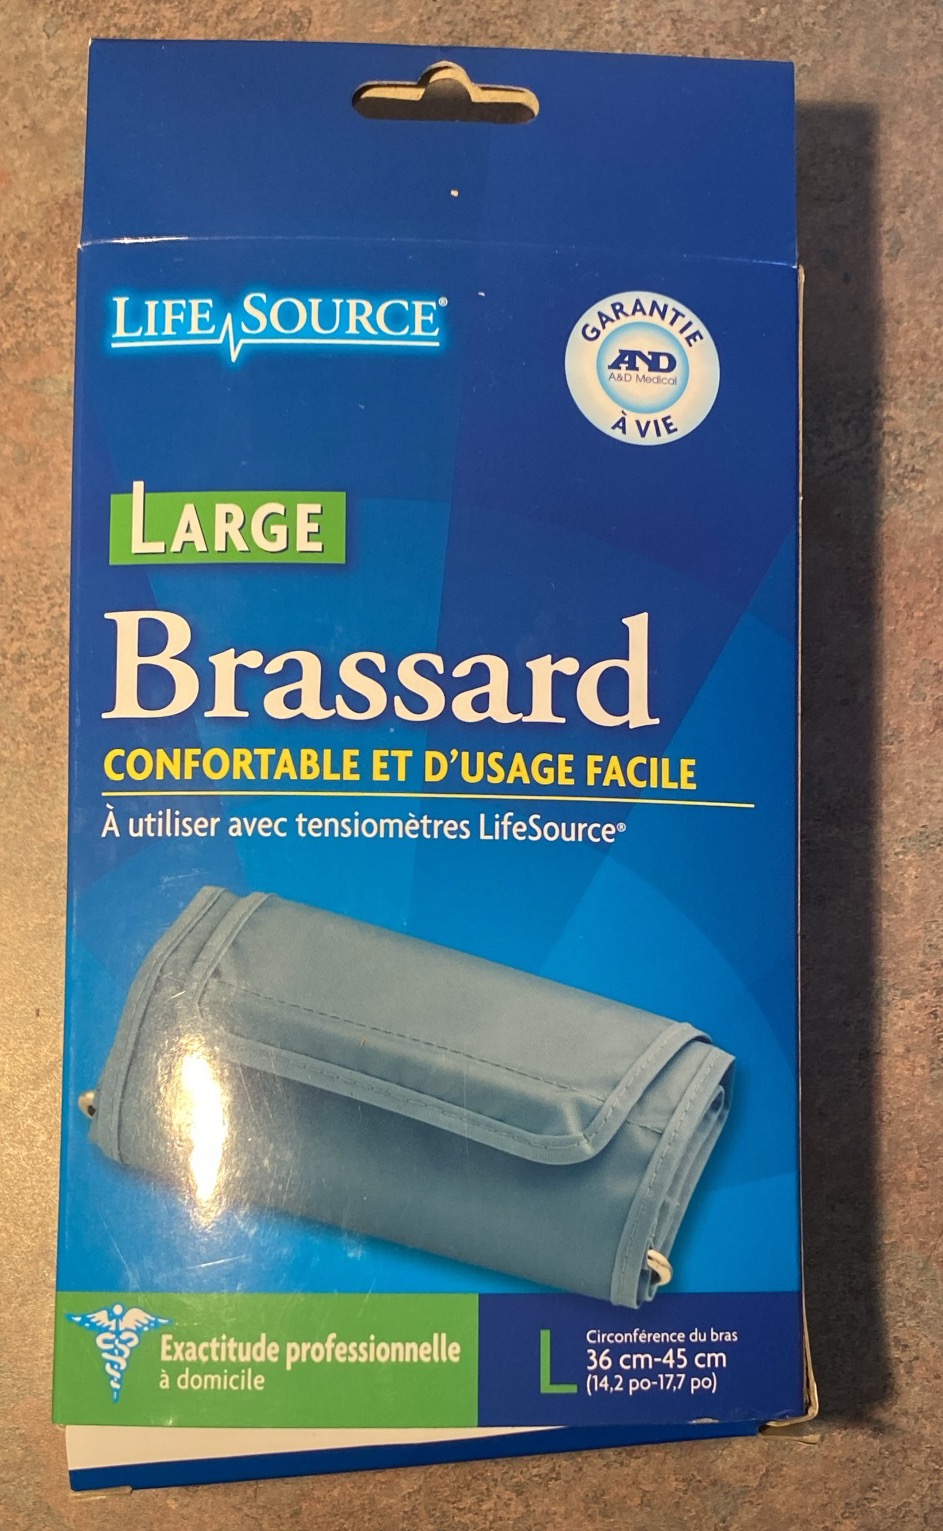 LIFE SOURCE®
GARANTIE
AND
A&D Medical
À VIE
LARGE
Brassard
CONFORTABLE ET D'USAGE FACILE
À utiliser avec tensiomètres LifeSource®
Exactitude professionnelle
à domicile
L
Circonférence du bras
36 cm-45 cm
(14,2 po-17,7 po)